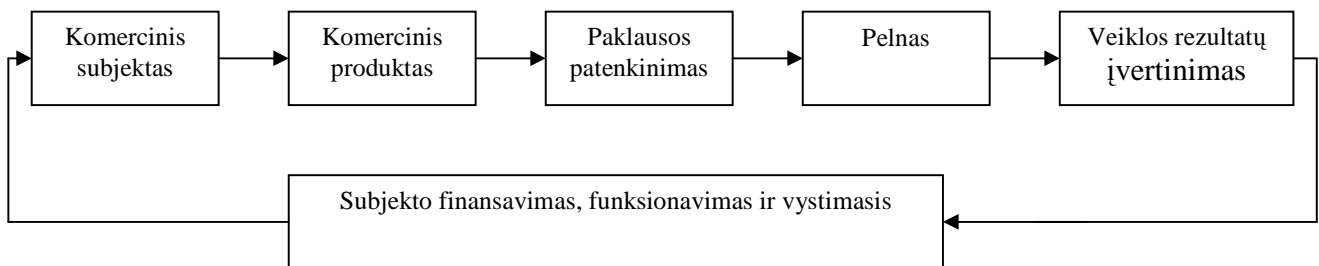 Komercinis
subjektas
Komercinis
produktas
Paklausos
patenkinimas
Pelnas
Veiklos rezultatų
įvertinimas
Subjekto finansavimas, funksionavimas ir vystimasis